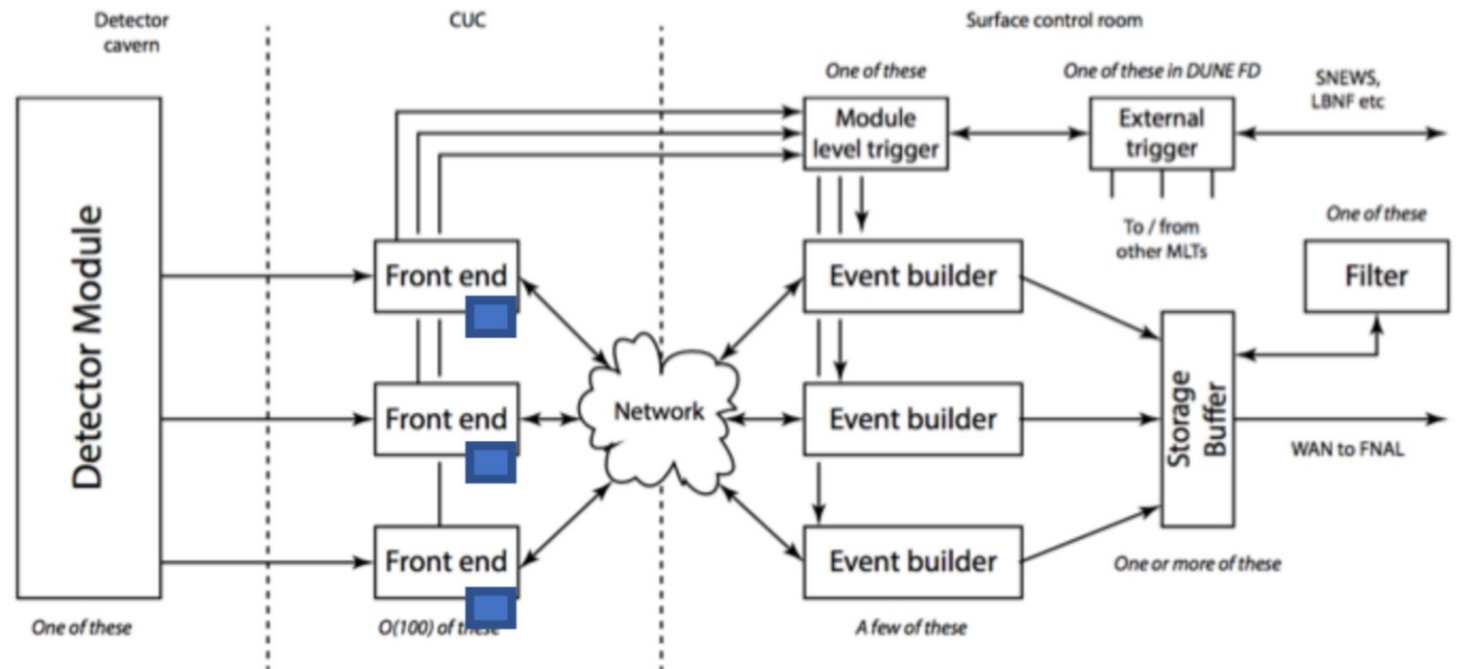 Detector
cavern
CUC
Surface control room
One of these
One of these in DUNE FD
SNEWS,
LBNF etc
Module
level trigger
External
trigger
To / from
other MLTs
One of these
Filter
Detector Module
Front end
Event builder
Network
Front end
Event builder
Storage
Buffer
WAN to FNAL
Front end
Event builder
One or more of these
One of these
O(100) of these
A few of these